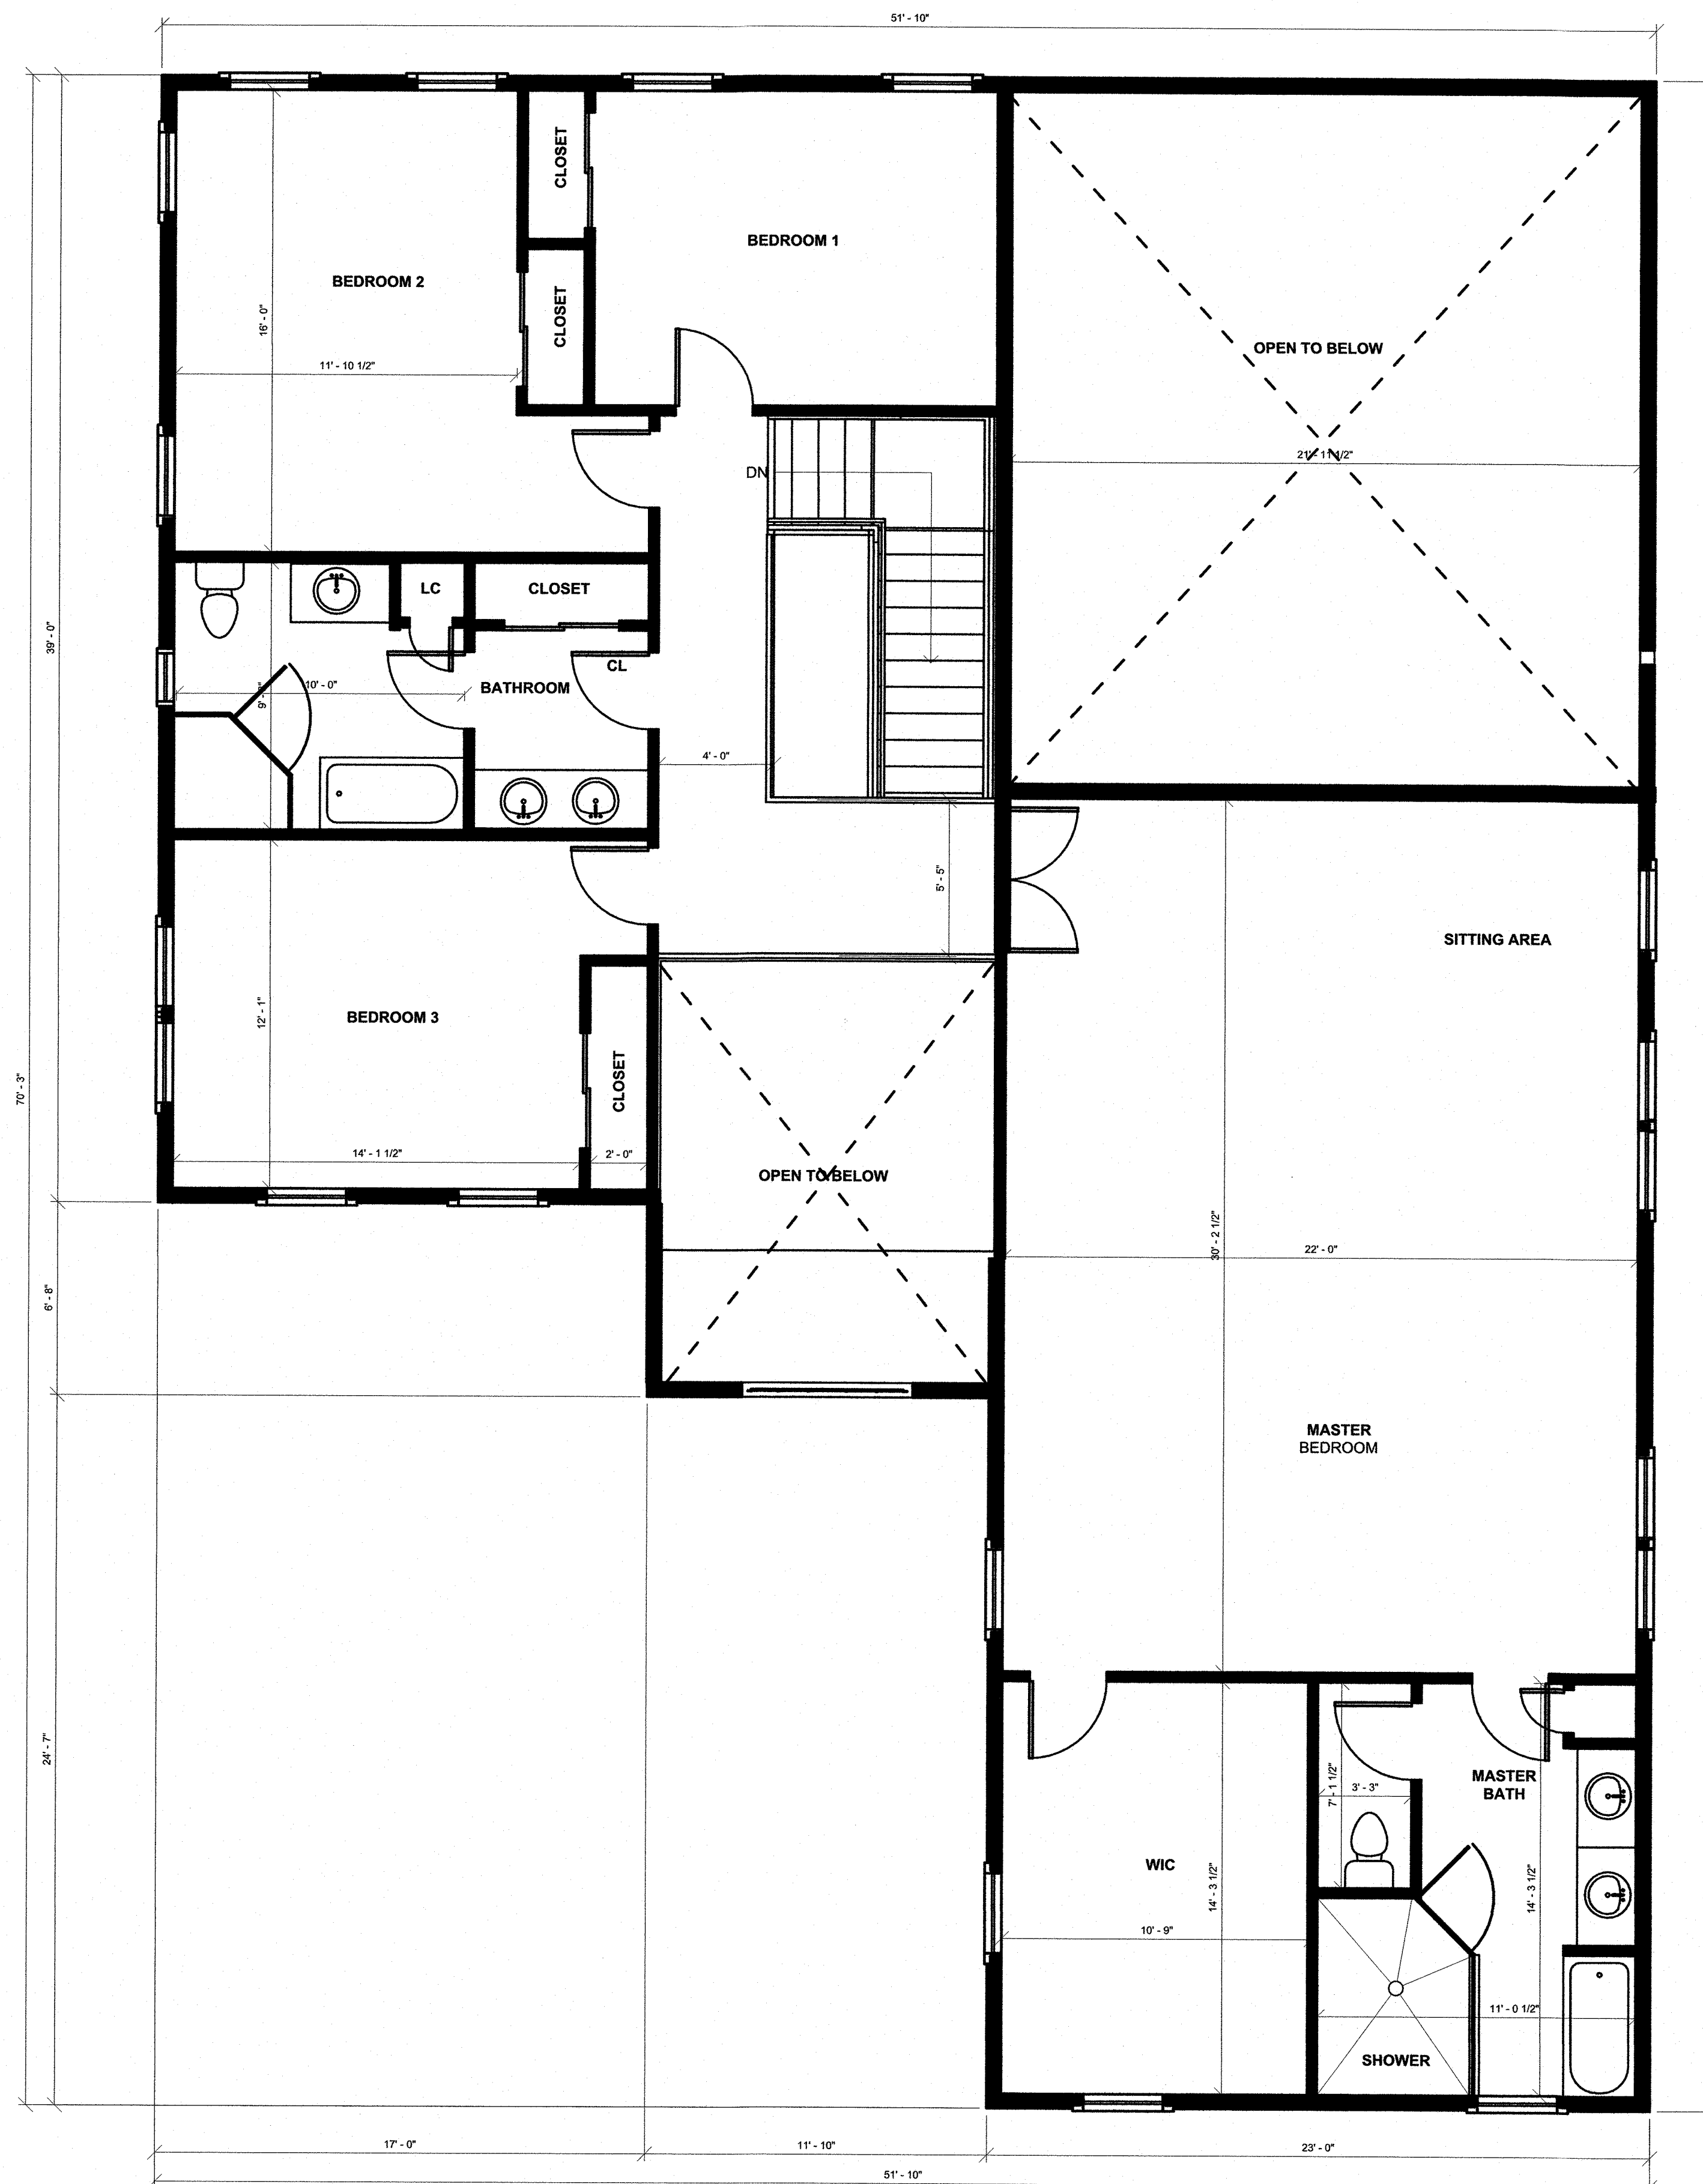 51' - 10"
CLOSET
BEDROOM 1
BEDROOM 2
CLOSET
16' - 0"
11' - 10 1/2"
OPEN TO BELOW
21' - 11 1/2"
DN
LC
CLOSET
39' - 0"
CL
BATHROOM
10' - 0"
4' - 0"
5' - 5"
SITTING AREA
BEDROOM 3
12' - 1"
CLOSET
70' - 3"
14' - 1 1/2"
2' - 0"
OPEN TO BELOW
30' - 2 1/2"
22' - 0"
6' - 8"
MASTER
BEDROOM
24' - 7"
7' - 1 1/2"
3' - 3"
MASTER
BATH
WIC
14' - 3 1/2"
14' - 3 1/2"
10' - 9"
11' - 0 1/2"
SHOWER
17' - 0"
11' - 10"
23' - 0"
51' - 10"